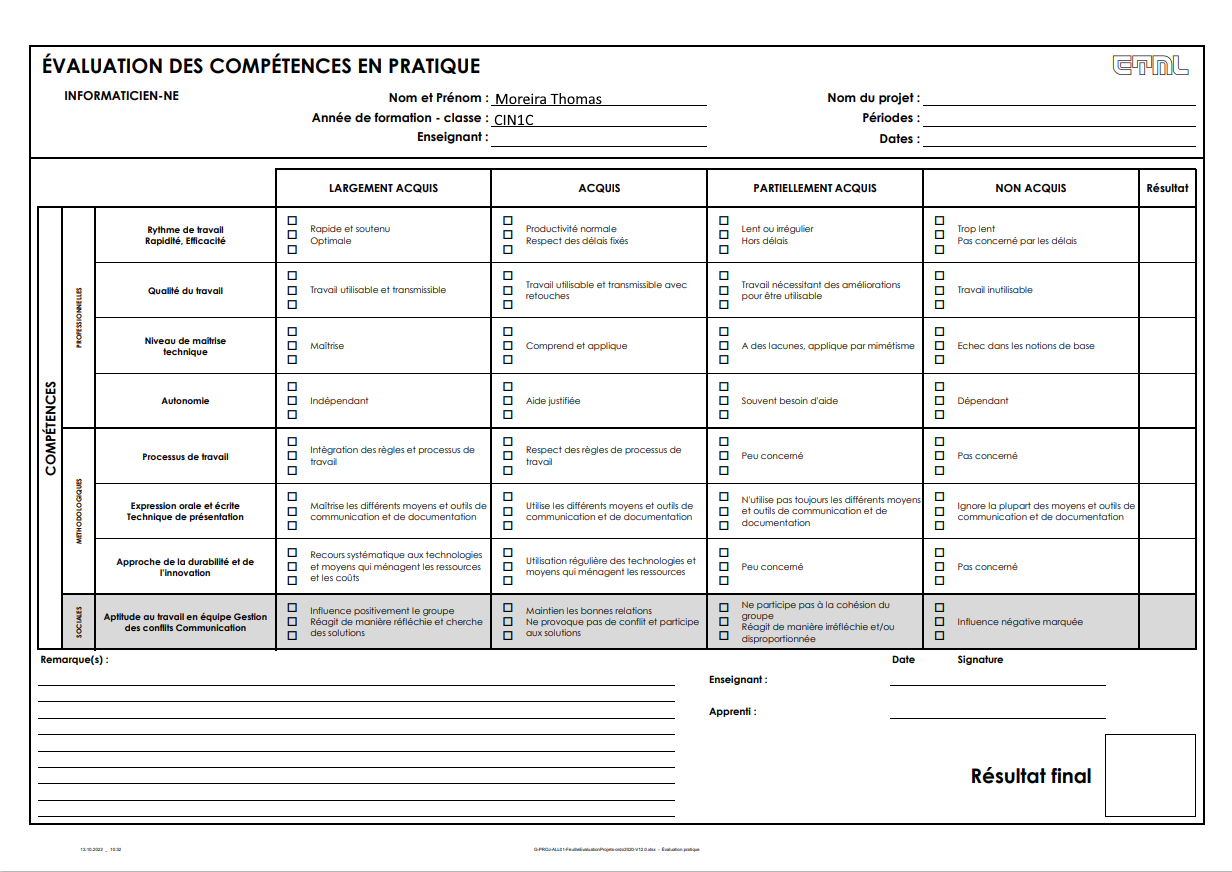 ÉVALUATION DES COMPÉTENCES EN PRATIQUE
ETML
INFORMATICIEN-NE
Nom et Prénom : Moreira Thomas
Nom du projet :
Année de formation - classe : CIN1C
Périodes :
Enseignant :
Dates :
LARGEMENT ACQUIS
ACQUIS
PARTIELLEMENT ACQUIS
NON ACQUIS
Résultat
COMPÉTENCES
PROFESSIONNELLES
Rythme de travail
Rapidité, Efficacité
Rapide et soutenu
Optimale
Productivité normale
Respect des délais fixés
Lent ou irrégulier
Hors délais
Trop lent
Pas concerné par les délais
Qualité du travail
Travail utilisable et transmissible
Travail utilisable et transmissible avec
retouches
Travail nécessitant des améliorations
pour être utilisable
Travail inutilisable
Niveau de maîtrise
technique
Maîtrise
Comprend et applique
A des lacunes, applique par mimétisme
Echec dans les notions de base
Autonomie
Indépendant
Aide justifiée
Souvent besoin d'aide
Dépendant
METHODOLOGIQUES
Processus de travail
Intègration des règles et processus de
travail
Respect des règles de processus de
travail
Peu concerné
Pas concerné
Expression orale et écrite
Technique de présentation
Maîtrise les différents moyens et outils de
communication et de documentation
Utilise les différents moyens et outils de
communication et de documentation
N'utilise pas toujours les différents moyens
et outils de communication et de
documentation
Ignore la plupart des moyens et outils de
communication et de documentation
Approche de la durabilité et de
l'innovation
Recours systématique aux technologies
et moyens qui ménagent les ressources
et les coûts
Utilisation régulière des technologies et
moyens qui ménagent les ressources
Peu concerné
Pas concerné
SOCIALES
Aptitude au travail en équipe Gestion
des conflits Communication
Influence positivement le groupe
Réagit de manière réfléchie et cherche
des solutions
Maintien les bonnes relations
Ne provoque pas de conflit et participe
aux solutions
Ne participe pas à la cohésion du
groupe
Réagit de manière irréfléchie et/ou
disproportionnée
Influence négative marquée
Remarque(s) :
Date
Signature
Enseignant :
Apprenti :
Résultat final
13.10.2022 _ 10:32